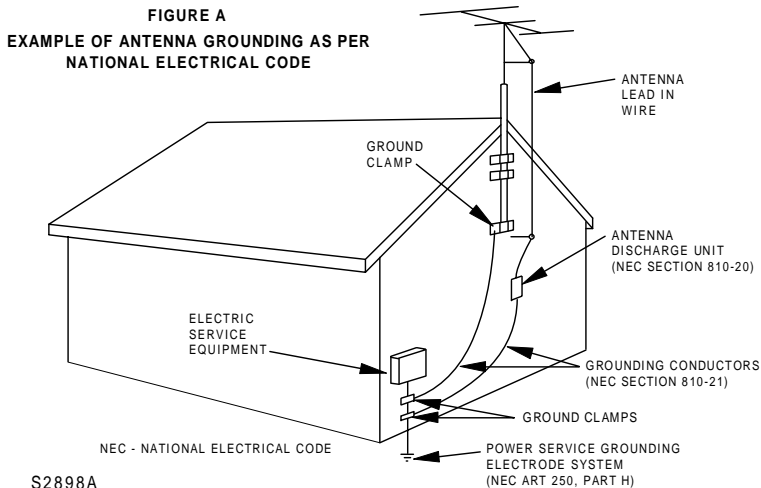 FIGURE A
EXAMPLE OF ANTENNA GROUNDING AS PER
NATIONAL ELECTRICAL CODE
ANTENNA
LEAD IN
WIRE
GROUND
CLAMP
ANTENNA
DISCHARGE UNIT
(NEC SECTION 810-20)
ELECTRIC
SERVICE
EQUIPMENT
GROUNDING CONDUCTORS
(NEC SECTION 810-21)
GROUND CLAMPS
NEC - NATIONAL ELECTRICAL CODE
POWER SERVICE GROUNDING
ELECTRODE SYSTEM
(NEC ART 250, PART H)
S2898A